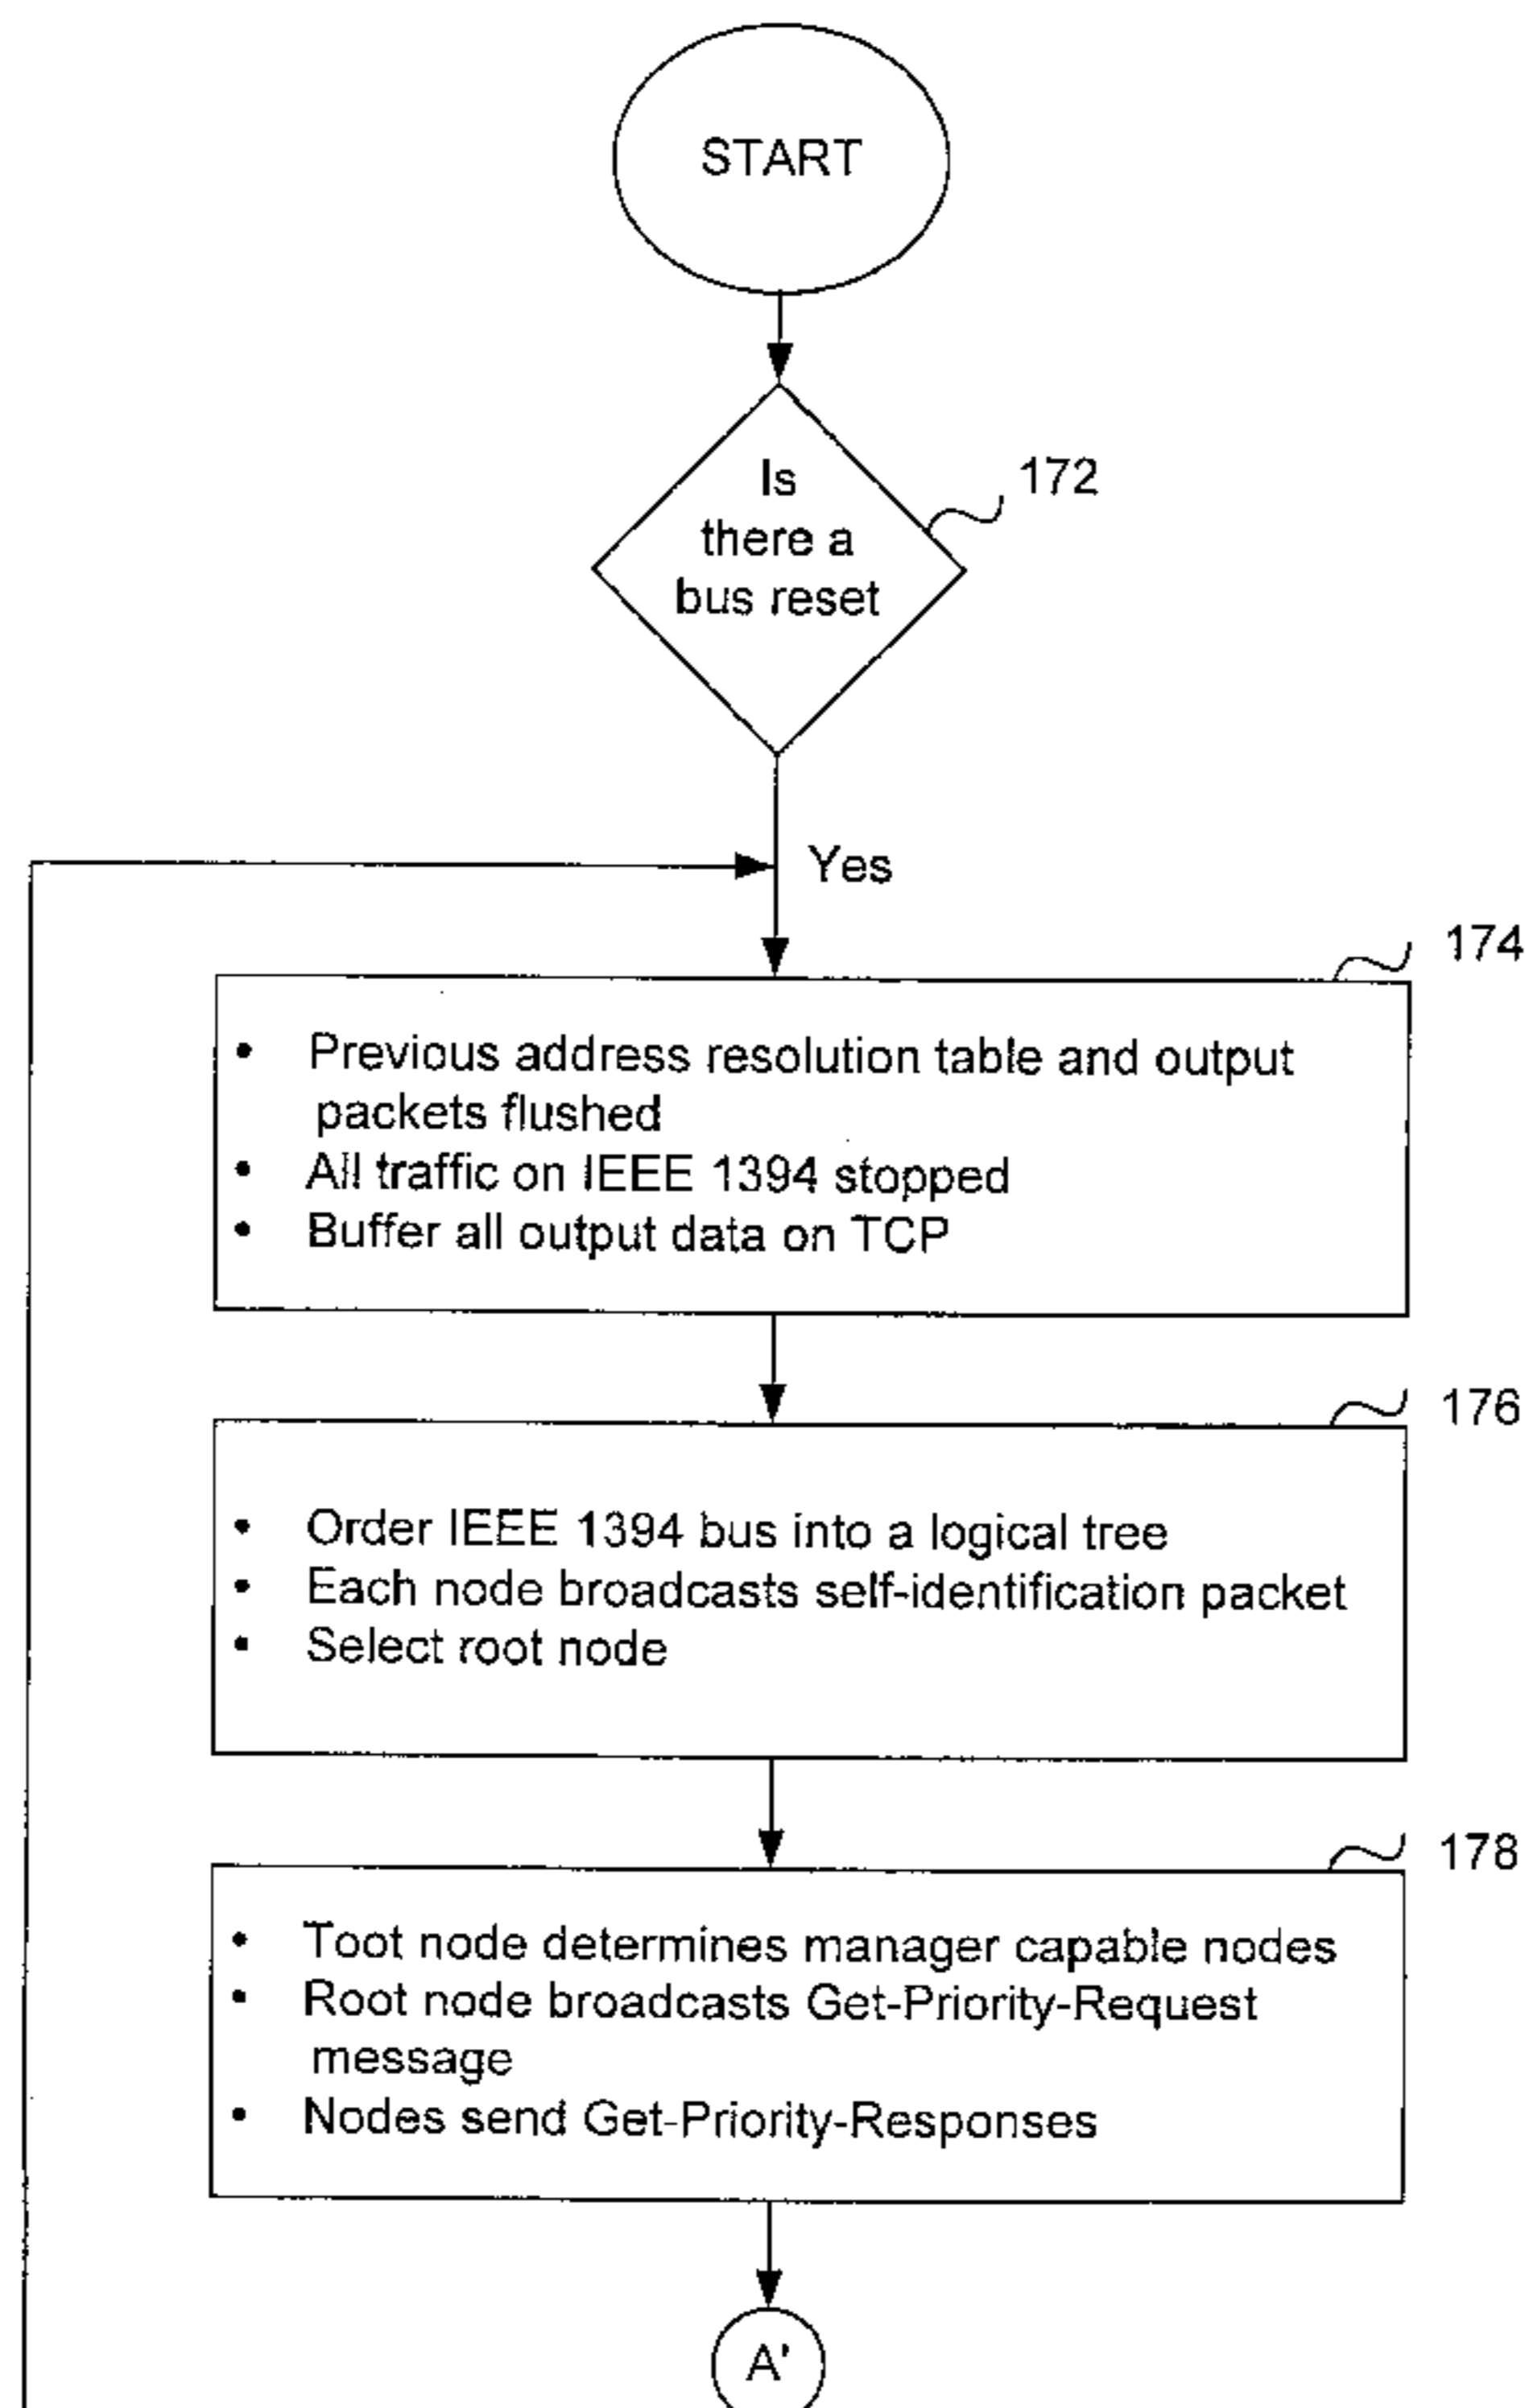 START
Is
there a
bus reset
172
Yes
174
• Previous address resolution table and output
packets flushed
• All traffic on IEEE 1394 stopped
• Buffer all output data on TCP
176
• Order IEEE 1394 bus into a logical tree
• Each node broadcasts self-identification packet
• Select root node
178
• Toot node determines manager capable nodes
• Root node broadcasts Get-Priority-Request
message
• Nodes send Get-Priority-Responses
A'